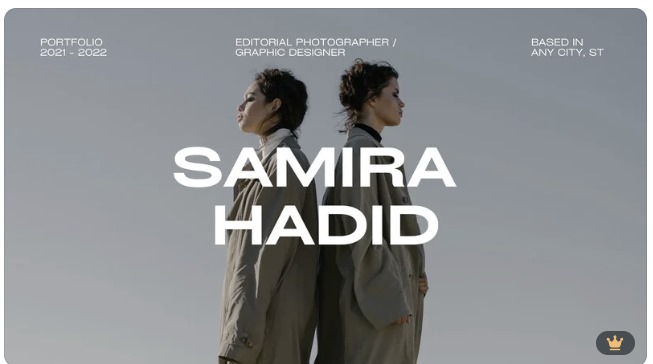 PORTFOLIO
2021 - 2022
EDITORIAL PHOTOGRAPHER /
GRAPHIC DESIGNER
BASED IN
ANY CITY, ST
SAMIRA
HADID